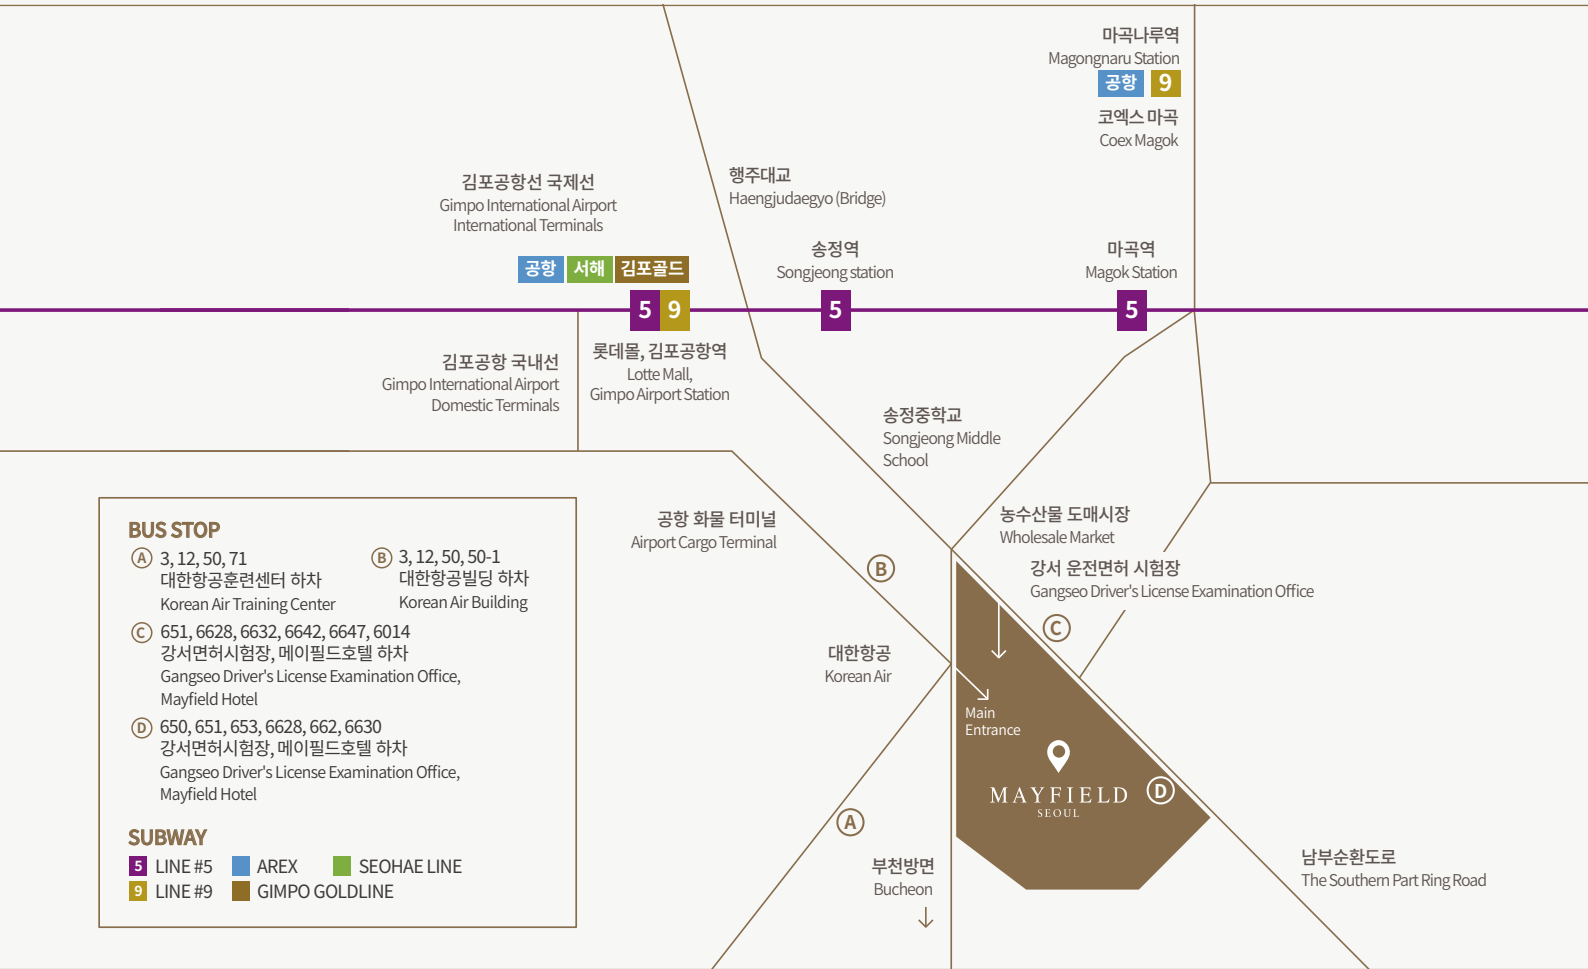 마곡나루역
Magongnaru Station
공항 9
코엑스 마곡
Coex Magok
김포공항선 국제선
Gimpo International Airport
International Terminals
행주대교
Haengjudaegyo (Bridge)
공항 서해 김포골드
송정역
Songjeong station
마곡역
Magok Station
5 9
5
5
김포공항 국내선
Gimpo International Airport
Domestic Terminals
롯데몰, 김포공항역
Lotte Mall,
Gimpo Airport Station
송정중학교
Songjeong Middle
School
공항 화물 터미널
Airport Cargo Terminal
농수산물 도매시장
Wholesale Market
강서 운전면허 시험장
Gangseo Driver's License Examination Office
B
C
대한항공
Korean Air
Main
Entrance
MAYFIELD
SEOUL
D
A
부천방면
Bucheon
남부순환도로
The Southern Part Ring Road
BUS STOP
A 3, 12, 50, 71
대한항공훈련센터 하차
Korean Air Training Center
B 3, 12, 50, 50-1
대한항공빌딩 하차
Korean Air Building
C 651, 6628, 6632, 6642, 6647, 6014
강서면허시험장, 메이필드호텔 하차
Gangseo Driver's License Examination Office,
Mayfield Hotel
D 650, 651, 653, 6628, 662, 6630
강서면허시험장, 메이필드호텔 하차
Gangseo Driver's License Examination Office,
Mayfield Hotel
SUBWAY
5 LINE #5 AREX SEOHAE LINE
9 LINE #9 GIMPO GOLDLINE